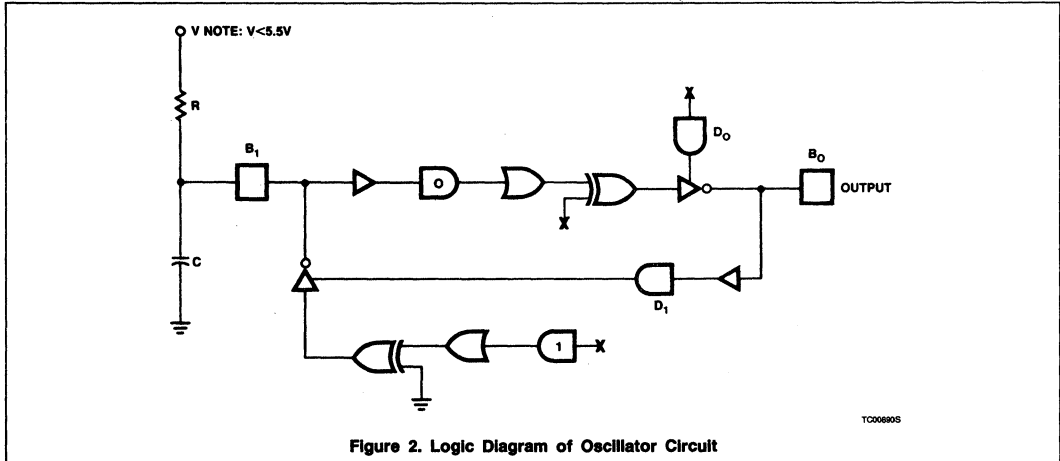 V NOTE: V<5.5V
R
X
D₀
B₁
B₀
O
OUTPUT
X
C
D₁
1
X
TC00690S
Figure 2. Logic Diagram of Oscillator Circuit